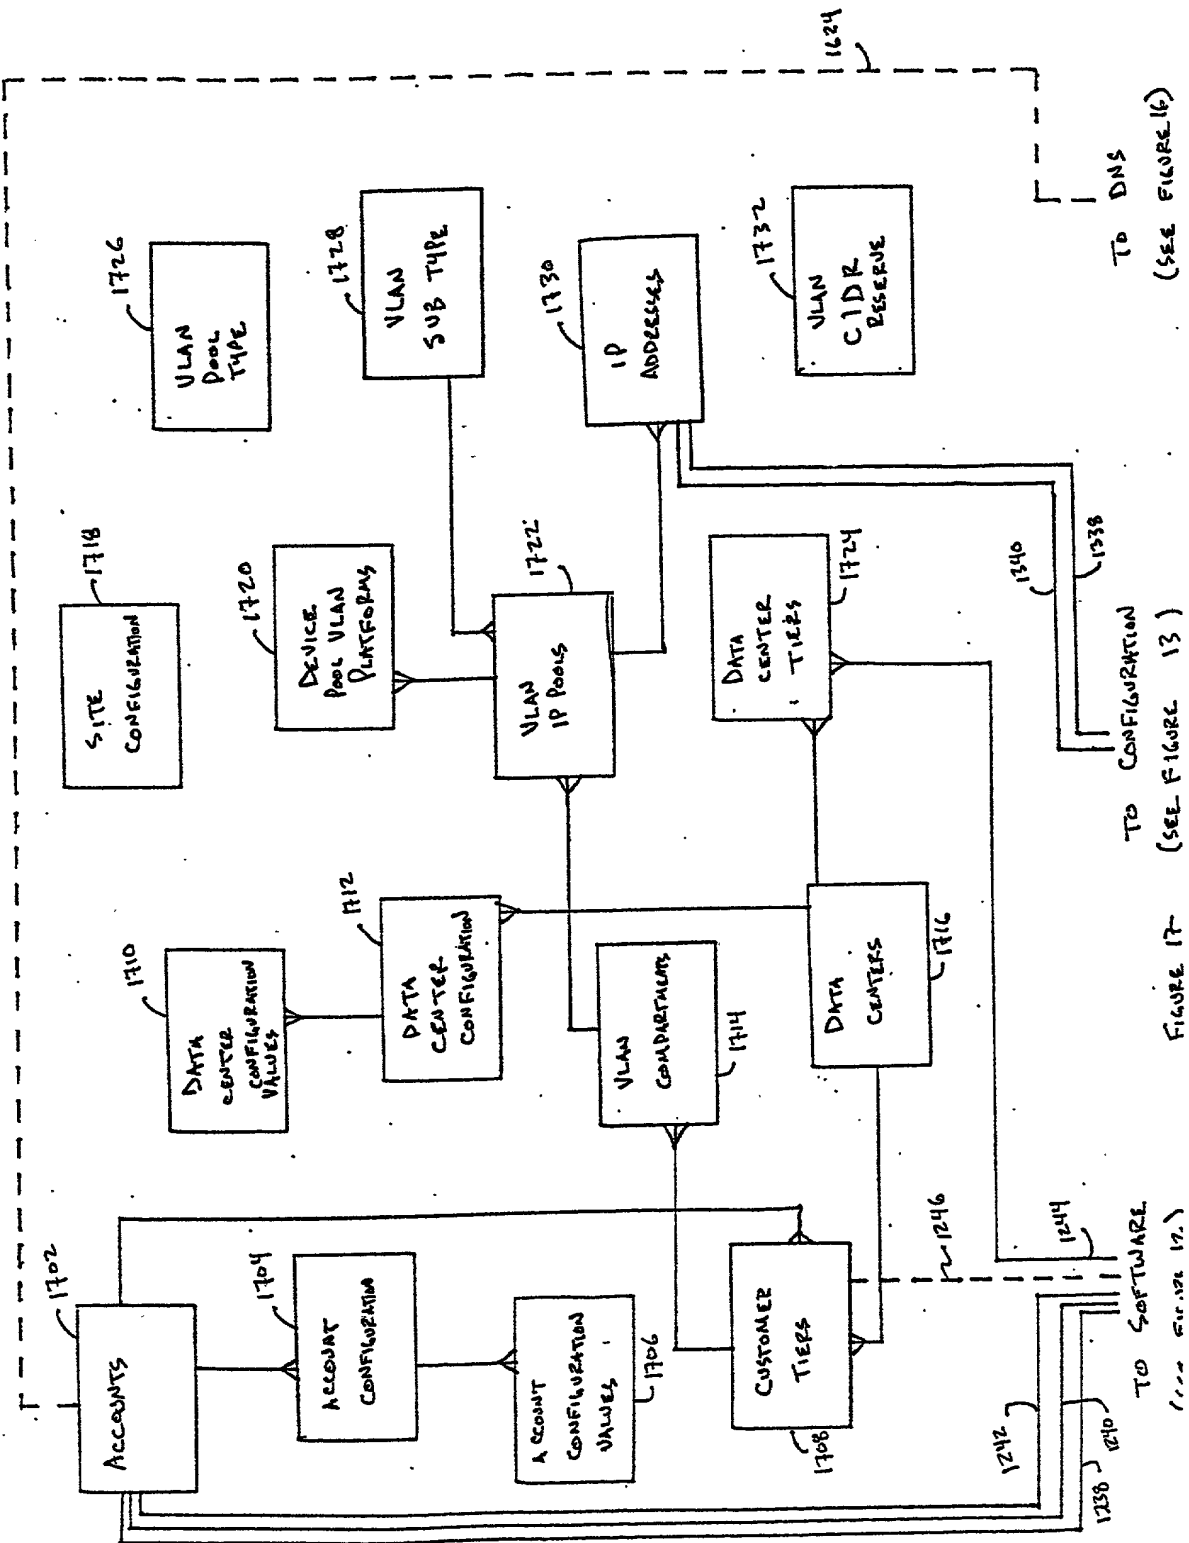 1702
ACCOUNTS
1704
ACCOUNT
CONFIGURATION
ACCOUNT
CONFIGURATION
VALUES
1706
CUSTOMER
TIERS
1708
1710
DATA
CENTER
CONFIGURATION
VALUES
1712
DATA
CENTER
CONFIGURATION
VLAN
COMPARTMENTS
1714
DATA
CENTERS
1716
1718
SITE
CONFIGURATION
1720
DEVICE
POOL VLAN
PLATFORMS
1722
VLAN
IP POOLS
DATA
CENTER
TIERS
1724
1726
VLAN
POOL
TYPE
1728
VLAN
SUB TYPE
1730
IP
ADDRESSES
1732
VLAN
CIDR
RESERVE
1624
1242
1240
1238
1246
1244
1340
1338
TO SOFTWARE
TO CONFIGURATION
(SEE FIGURE 13)
TO DNS
(SEE FIGURE 16)
FIGURE 17